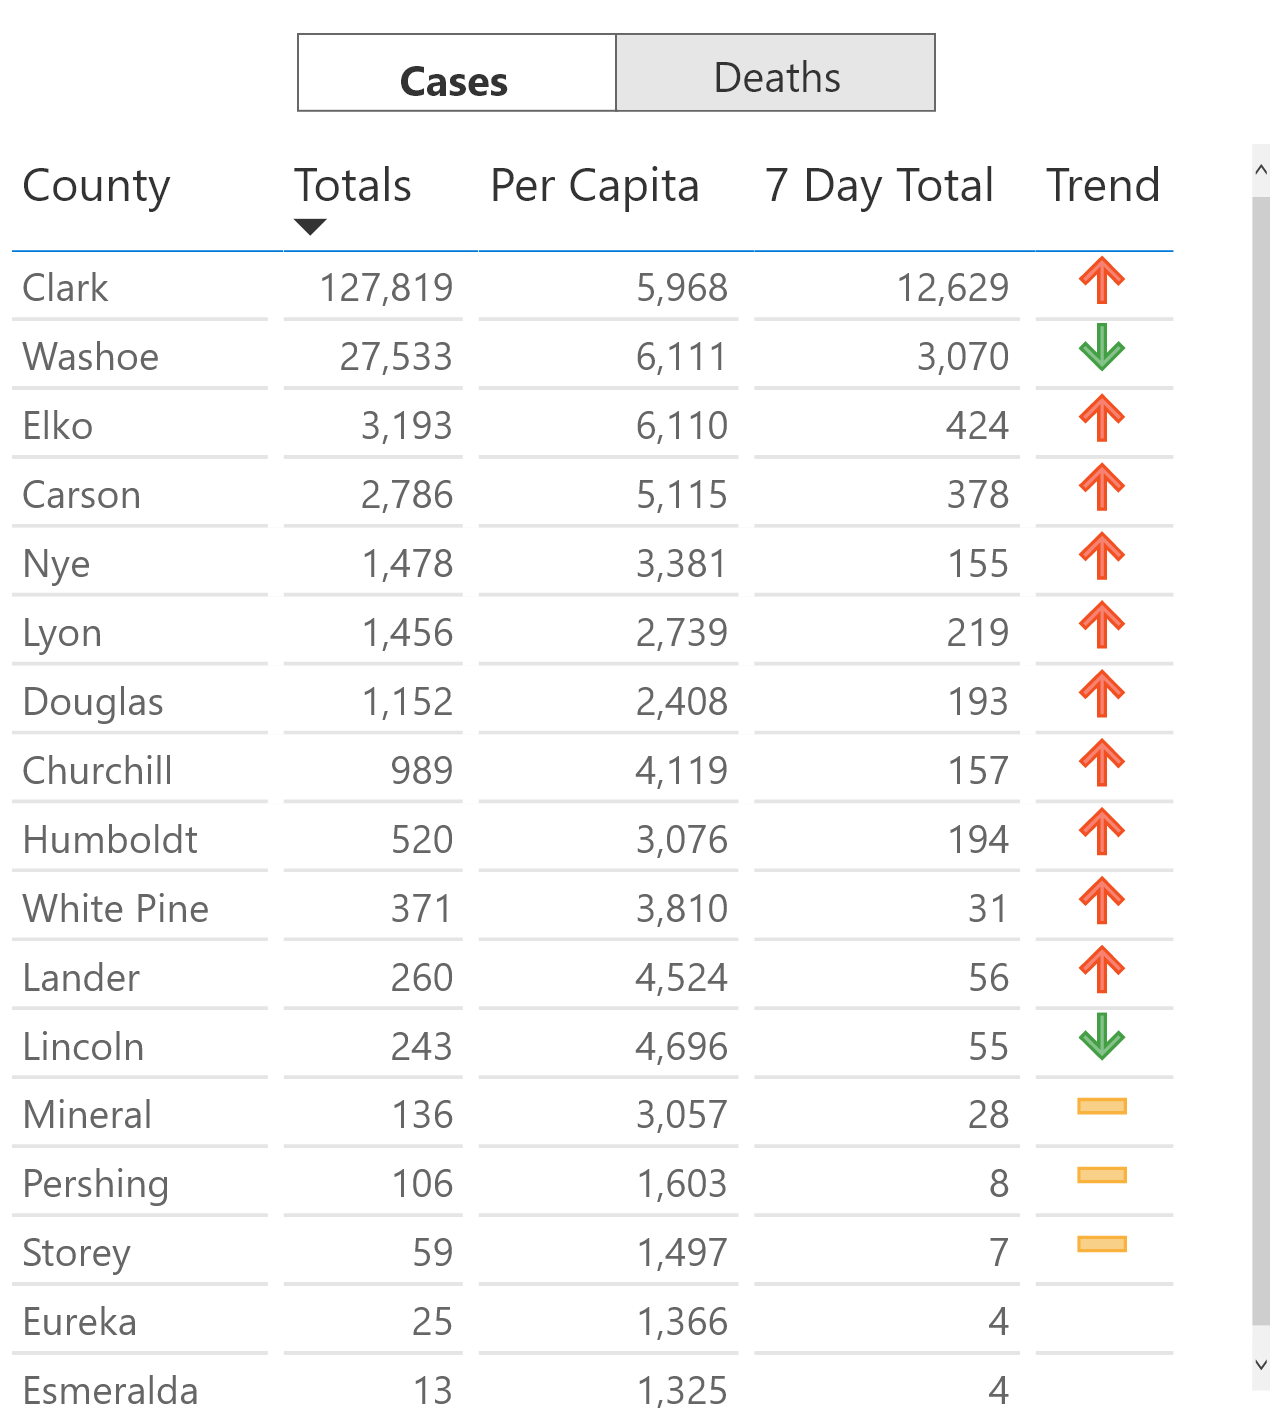 Cases Deaths
County Totals Per Capita 7 Day Total Trend
Clark 127,819 5,968 12,629
Washoe 27,533 6,111 3,070
Elko 3,193 6,110 424
Carson 2,786 5,115 378
Nye 1,478 3,381 155
Lyon 1,456 2,739 219
Douglas 1,152 2,408 193
Churchill 989 4,119 157
Humboldt 520 3,076 194
White Pine 371 3,810 31
Lander 260 4,524 56
Lincoln 243 4,696 55
Mineral 136 3,057 28
Pershing 106 1,603 8
Storey 59 1,497 7
Eureka 25 1,366 4
Esmeralda 13 1,325 4